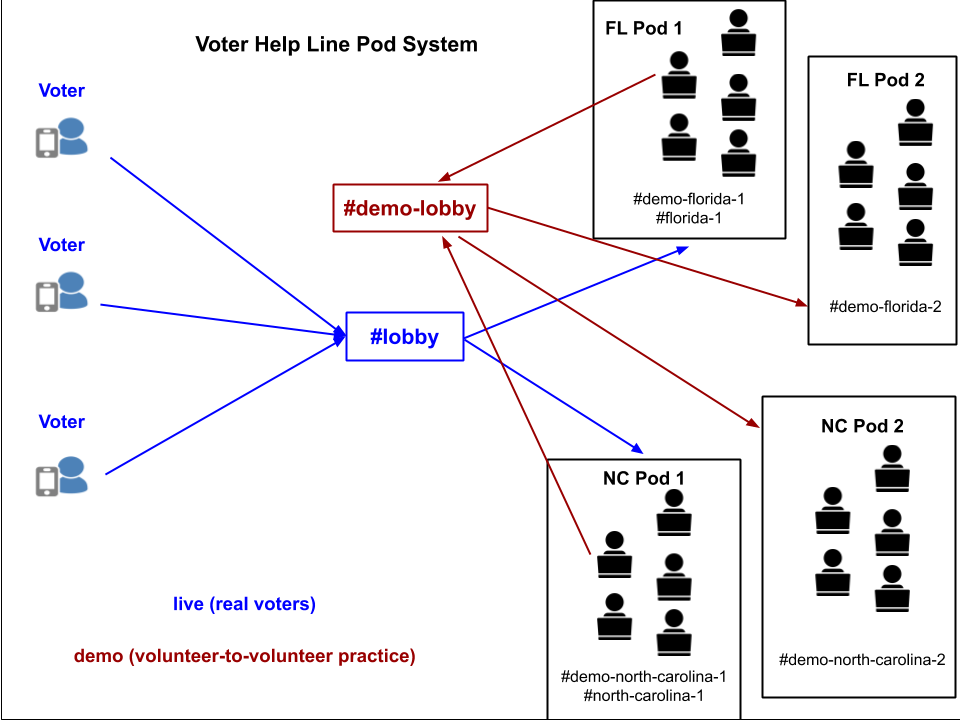 Voter Help Line Pod System
Voter
Voter
Voter
#demo-lobby
#lobby
FL Pod 1
#demo-florida-1
#florida-1
FL Pod 2
#demo-florida-2
NC Pod 1
#demo-north-carolina-1
#north-carolina-1
NC Pod 2
#demo-north-carolina-2
live (real voters)
demo (volunteer-to-volunteer practice)